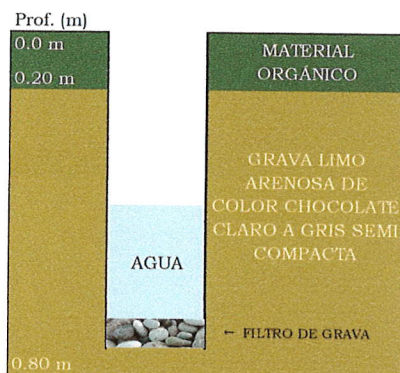 Prof. (m)
0.0 m
0.20 m
MATERIAL
ORGÁNICO
GRAVA LIMO
ARENOSA DE
COLOR CHOCOLATE
CLARO A GRIS SEMI
COMPACTA
AGUA
← FILTRO DE GRAVA
0.80 m